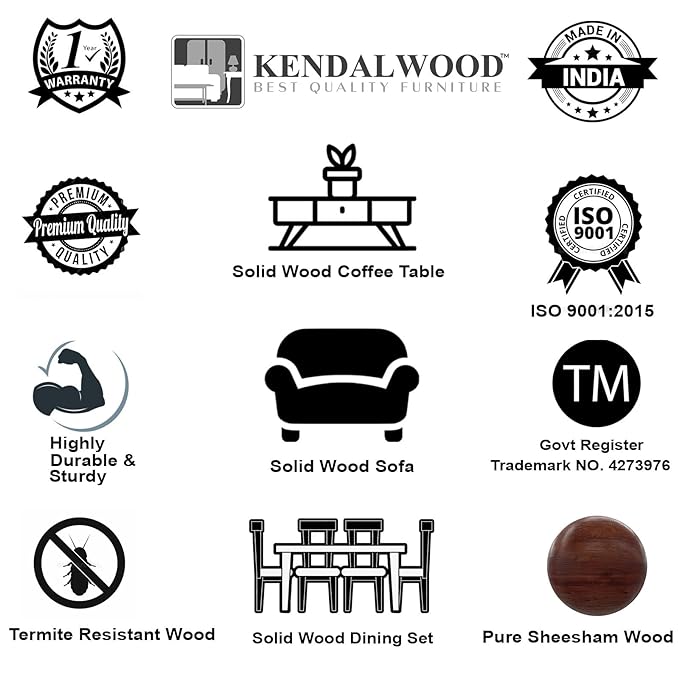 1
Year
WARRANTY
KENDALWOOD™
BEST QUALITY FURNITURE
MADE IN
INDIA
PREMIUM
Premium Quality
QUALITY
Solid Wood Coffee Table
CERTIFIED
CERTIFIED
ISO
9001
CERTIFIED
ISO 9001:2015
Highly
Durable &
Sturdy
Solid Wood Sofa
TM
Govt Register
Trademark NO. 4273976
Termite Resistant Wood
Solid Wood Dining Set
Pure Sheesham Wood